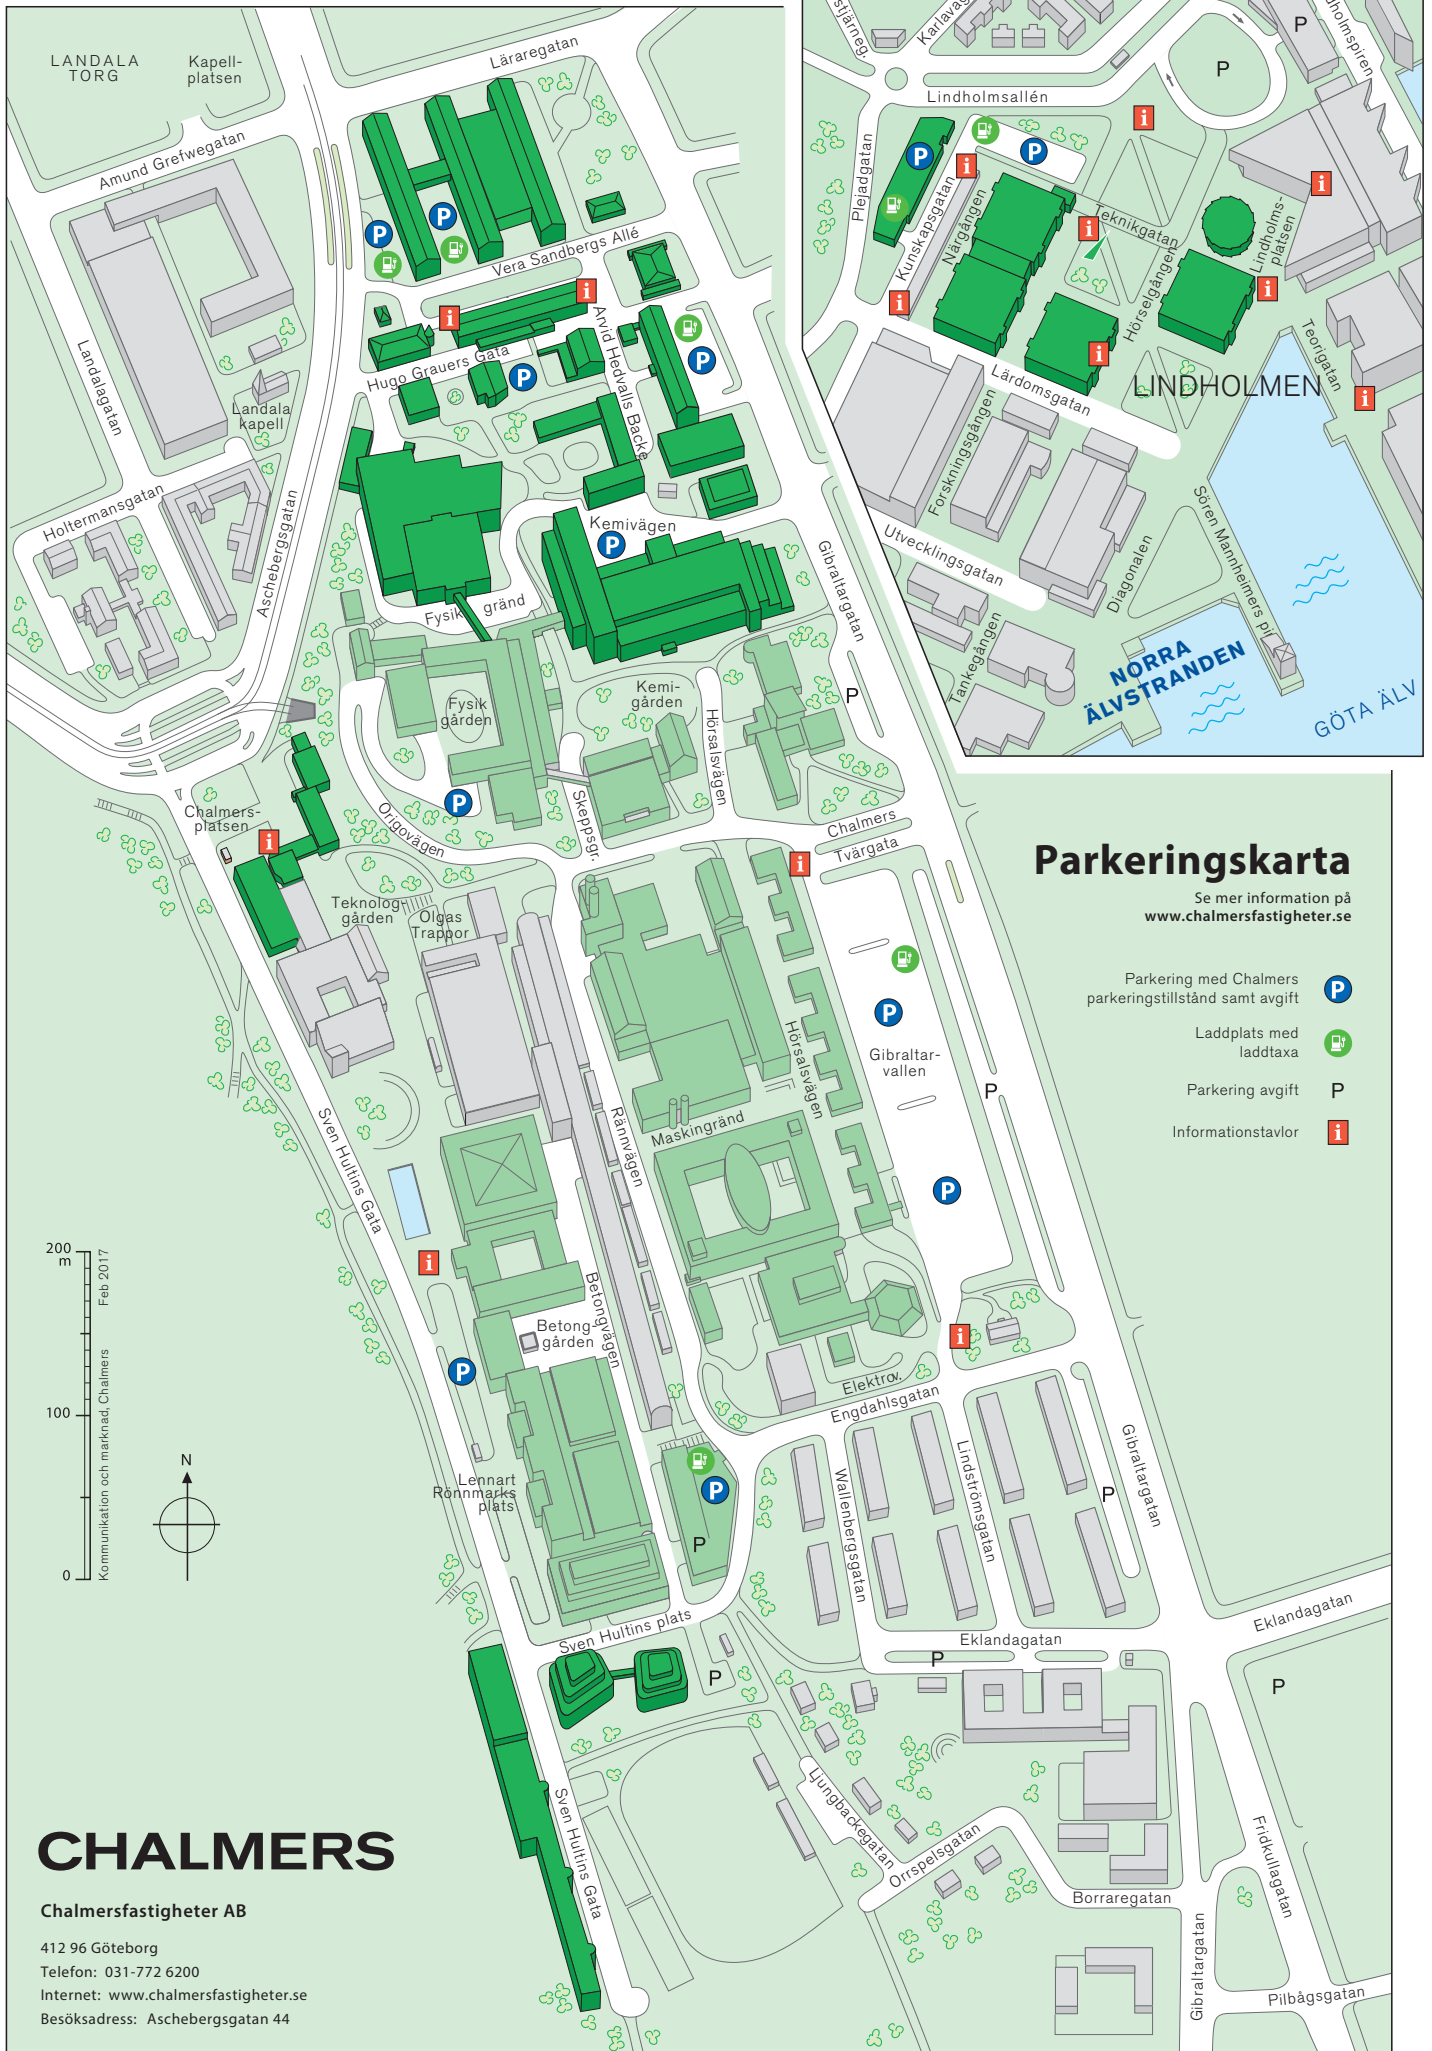 LANDALA
TORG
Kapell-
platsen
Läraregatan
Amund Grefwegatan
Vera Sandbergs Allé
Landalagatan
Hugo Grauers Gata
Arvid Hedvalls Backe
Landala
kapell
Holtermansgatan
Aschebergsgatan
Kemivägen
Fysik gränd
Gibraltargatan
Fysik
gården
Kemi-
gården
Hörsalsvägen
P
Skeppsgr.
Origovägen
Chalmers-
platsen
Chalmers
Tvärgata
Teknolog-
gården
Olgas
Trappor
Hörsalsvägen
Gibraltar-
vallen
P
Maskingränd
Rännvägen
Sven Hultins Gata
Betongvägen
Betong-
gården
Elektrov.
Engdahlsgatan
Lennart
Rönnmarks
plats
Wallenbergsgatan
Lindströmsgatan
P
Gibraltargatan
P
Sven Hultins plats
Eklandagatan
Eklandagatan
P
P
P
Ljungbackegatan
Orrspelsgatan
Sven Hultins Gata
Borraregatan
Fridkullagatan
Gibraltargatan
Pilbågsgatan
stjärneg.
Karlavag
P
dholmspiren
P
Lindholmsallén
Plejadgatan
Kunskapsgatan
Närgången
Teknikgatan
Hörselgången
Lindholms-
platsen
Teorigatan
LINDHOLMEN
Lärdomsgatan
Forskningsgången
Utvecklingsgatan
Sören Mannheimers pir
Diagonalen
Tankegången
NORRA
ÄLVSTRANDEN
GÖTA ÄLV
Parkeringskarta
Se mer information på
www.chalmersfastigheter.se
Parkering med Chalmers
parkeringstillstånd samt avgift
P
Laddplats med
laddtaxa
Parkering avgift
P
Informationstavlor
i
200
m
100
0
Feb 2017
Kommunikation och marknad, Chalmers
N
CHALMERS
Chalmersfastigheter AB
412 96 Göteborg
Telefon: 031-772 6200
Internet: www.chalmersfastigheter.se
Besöksadress: Aschebergsgatan 44